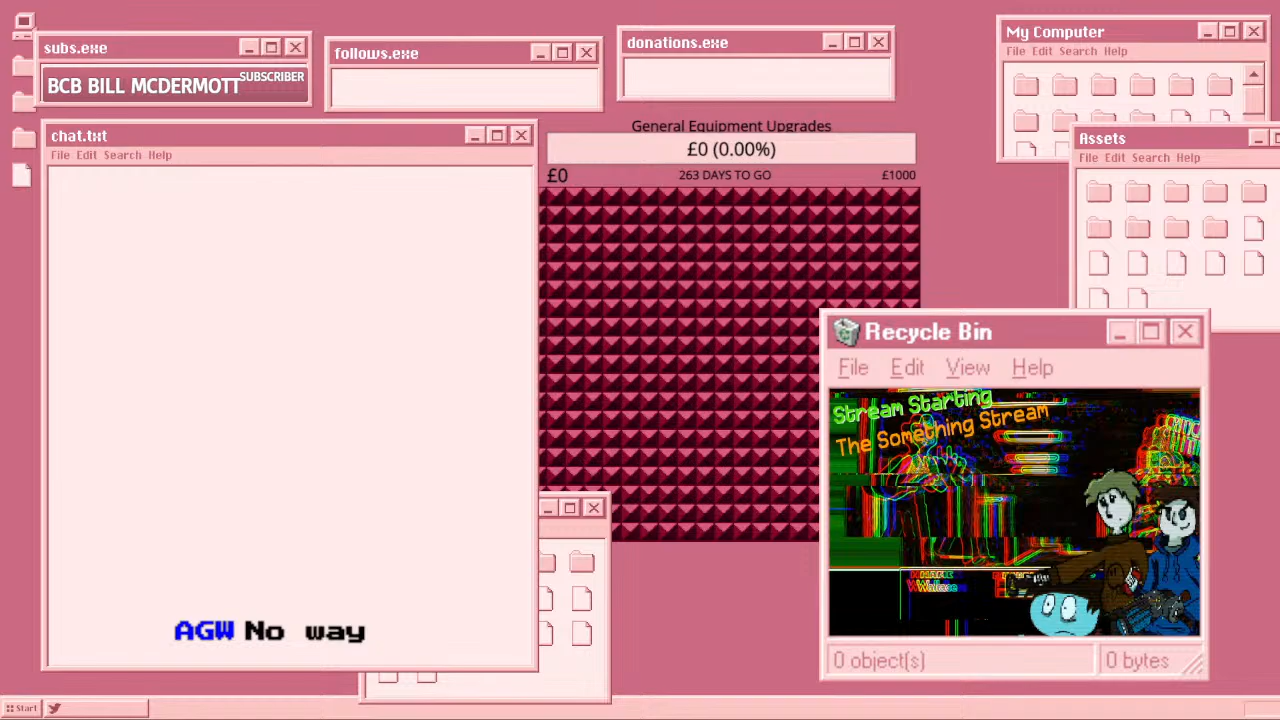 subs.exe
BCB BILL MCDERMOTT SUBSCRIBER
follows.exe
donations.exe
My Computer
File Edit Search Help
Assets
File Edit Search Help
chat.txt
File Edit Search Help
General Equipment Upgrades
£0 (0.00%)
£0 263 DAYS TO GO £1000
AGW No way
Recycle Bin
File Edit View Help
Stream Starting
The Something Stream
Wallace
0 object(s) 0 bytes
Start